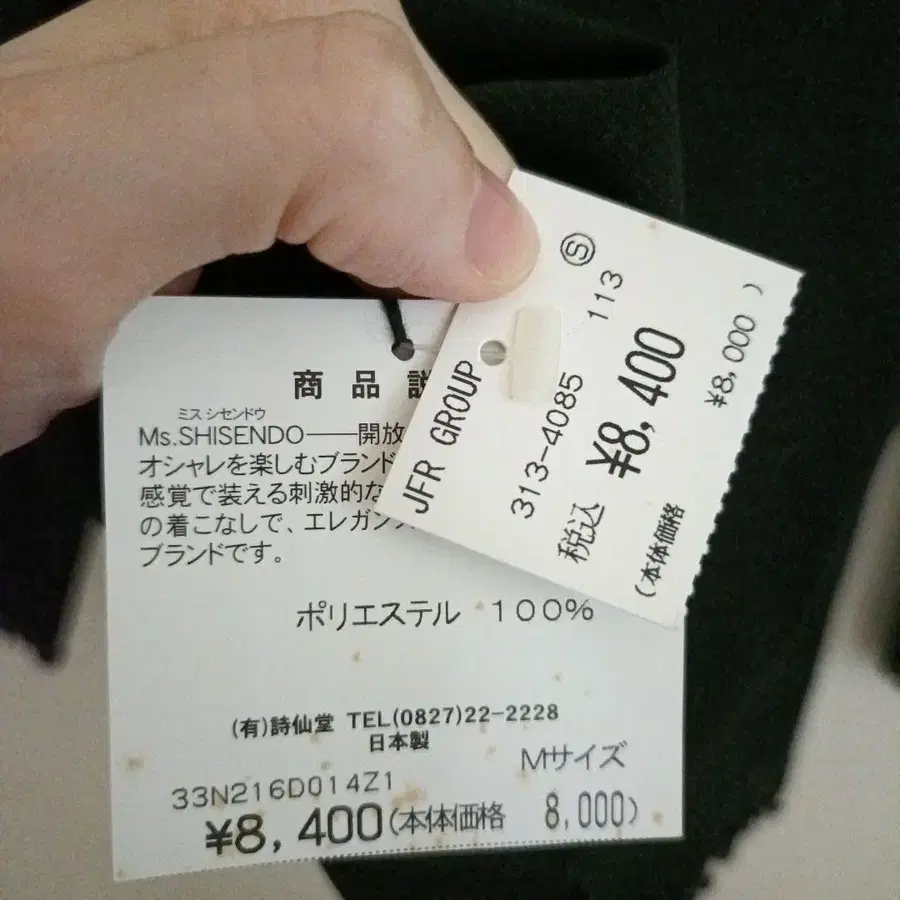 商品説
ミス シセンドウ
Ms.SHISENDO――開放
オシャレを楽しむブランド
感覚で装える刺激的な
の着こなしで、エレガンス
ブランドです。
ポリエステル 100%
(有)詩仙堂 TEL(0827)22-2228
日本製
Mサイズ
33N216D014Z1
¥8,400(本体価格 8,000)
JFR GROUP
Ⓢ
313-4085 113
税込 ¥8,400
(本体価格 ¥8,000 )